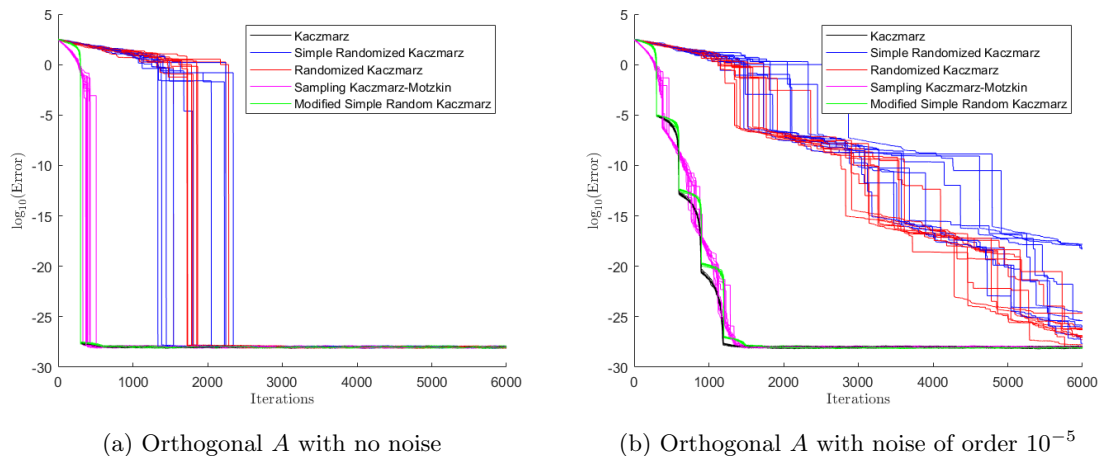 5
0
-5
-10
-15
-20
-25
-30
log10(Error)
0
1000
2000
3000
4000
5000
6000
Iterations
Kaczmarz
Simple Randomized Kaczmarz
Randomized Kaczmarz
Sampling Kaczmarz-Motzkin
Modified Simple Random Kaczmarz
(a) Orthogonal A with no noise
5
0
-5
-10
-15
-20
-25
-30
log10(Error)
0
1000
2000
3000
4000
5000
6000
Iterations
Kaczmarz
Simple Randomized Kaczmarz
Randomized Kaczmarz
Sampling Kaczmarz-Motzkin
Modified Simple Random Kaczmarz
(b) Orthogonal A with noise of order 10⁻⁵